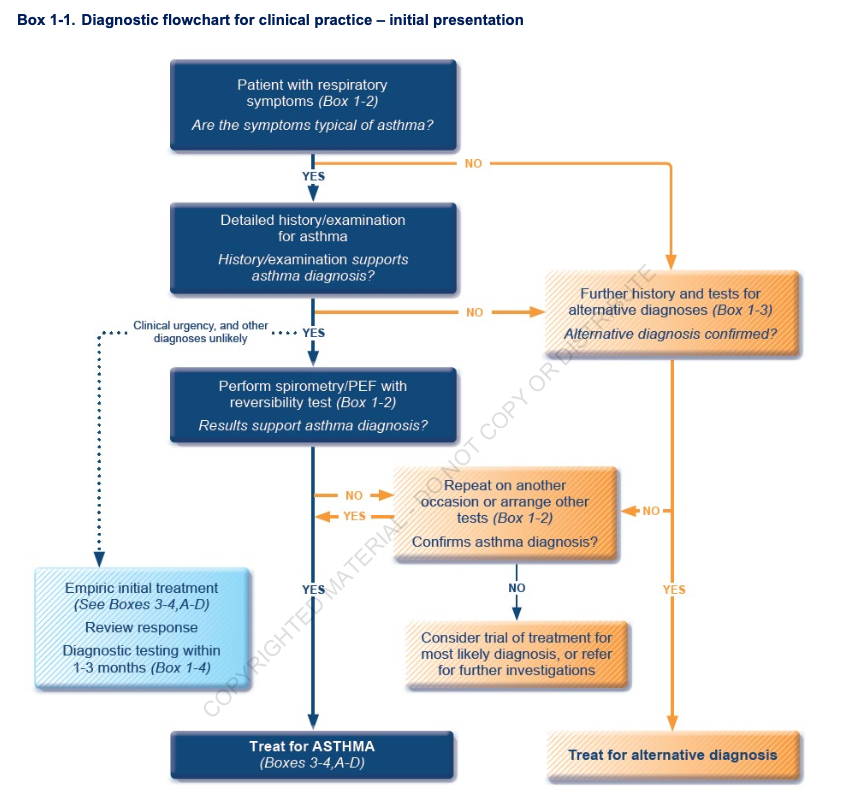 Box 1-1. Diagnostic flowchart for clinical practice – initial presentation
Patient with respiratory
symptoms (Box 1-2)
Are the symptoms typical of asthma?
NO
YES
Detailed history/examination
for asthma
History/examination supports
asthma diagnosis?
Further history and tests for
alternative diagnoses (Box 1-3)
Alternative diagnosis confirmed?
NO
Clinical urgency, and other
diagnoses unlikely
YES
Perform spirometry/PEF with
reversibility test (Box 1-2)
Results support asthma diagnosis?
Repeat on another
occasion or arrange other
tests (Box 1-2)
Confirms asthma diagnosis?
NO
YES
NO
Empiric initial treatment
(See Boxes 3-4,A-D)
Review response
Diagnostic testing within
1-3 months (Box 1-4)
YES
NO
YES
Consider trial of treatment for
most likely diagnosis, or refer
for further investigations
Treat for ASTHMA
(Boxes 3-4,A-D)
Treat for alternative diagnosis
COPYRIGHTED MATERIAL - DO NOT COPY OR DISTRIBUTE